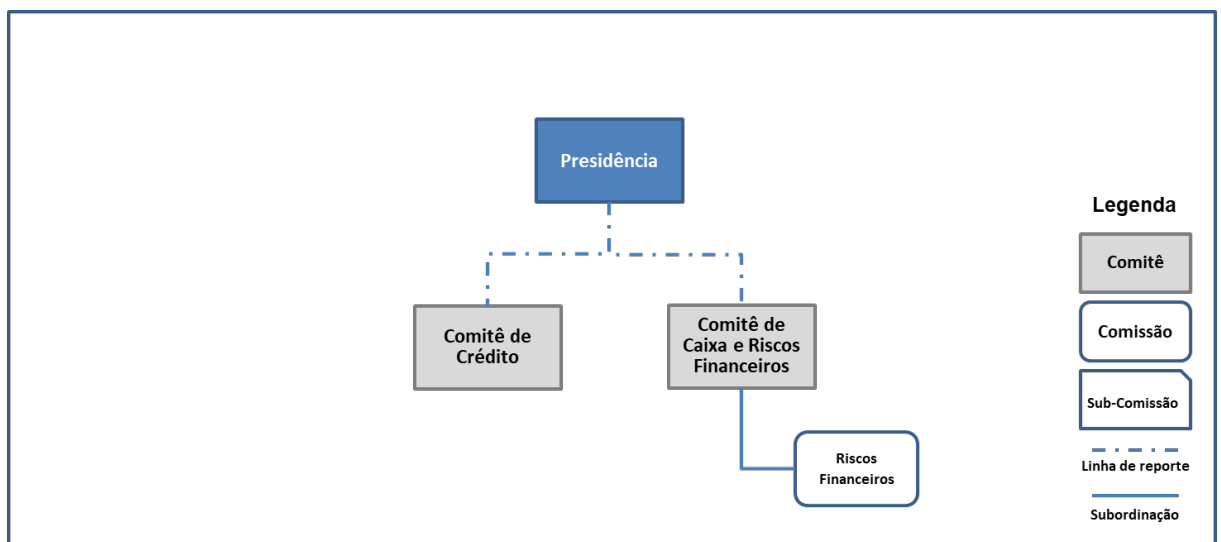 Presidência
Comitê de
Crédito
Comitê de
Caixa e Riscos
Financeiros
Riscos
Financeiros
Legenda
Comitê
Comissão
Sub-Comissão
Linha de reporte
Subordinação